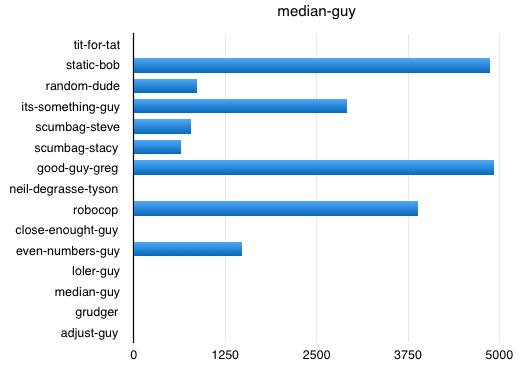 median-guy
tit-for-tat
static-bob
random-dude
its-something-guy
scumbag-steve
scumbag-stacy
good-guy-greg
neil-degrasse-tyson
robocop
close-enought-guy
even-numbers-guy
loler-guy
median-guy
grudger
adjust-guy
0 1250 2500 3750 5000